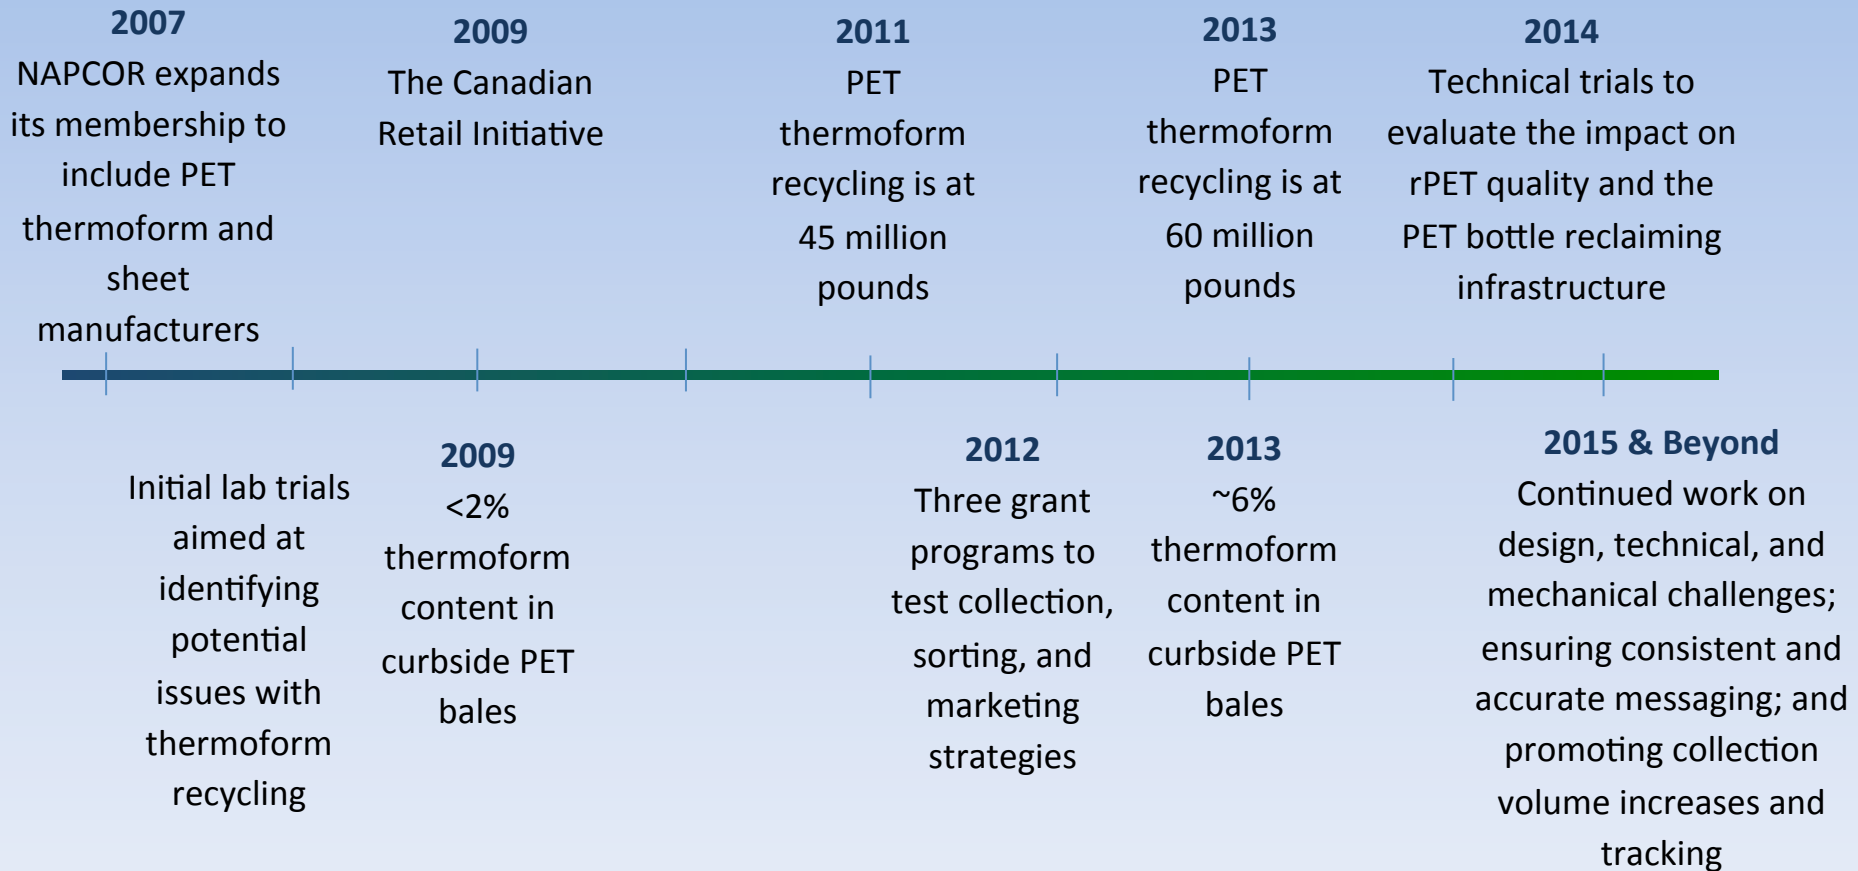 2007
NAPCOR expands
its membership to
include PET
thermoform and
sheet
manufacturers
2009
The Canadian
Retail Initiative
2011
PET
thermoform
recycling is at
45 million
pounds
2013
PET
thermoform
recycling is at
60 million
pounds
2014
Technical trials to
evaluate the impact on
rPET quality and the
PET bottle reclaiming
infrastructure
Initial lab trials
aimed at
identifying
potential
issues with
thermoform
recycling
2009
<2%
thermoform
content in
curbside PET
bales
2012
Three grant
programs to
test collection,
sorting, and
marketing
strategies
2013
~6%
thermoform
content in
curbside PET
bales
2015 & Beyond
Continued work on
design, technical, and
mechanical challenges;
ensuring consistent and
accurate messaging; and
promoting collection
volume increases and
tracking